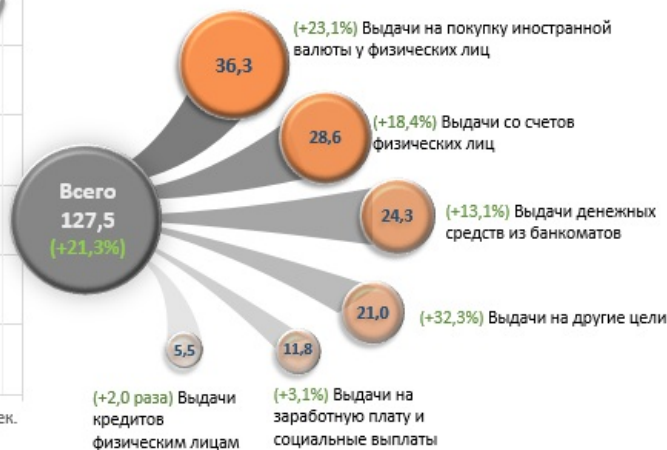 (+23,1%) Выдачи на покупку иностранной
валюты у физических лиц
36,3
(+18,4%) Выдачи со счетов
физических лиц
28,6
Всего
127,5
(+21,3%)
24,3
(+13,1%) Выдачи денежных
средств из банкоматов
21,0
(+32,3%) Выдачи на другие цели
5,5
11,8
(+2,0 раза) Выдачи
кредитов
физическим лицам
(+3,1%) Выдачи на
заработную плату и
социальные выплаты
ек.